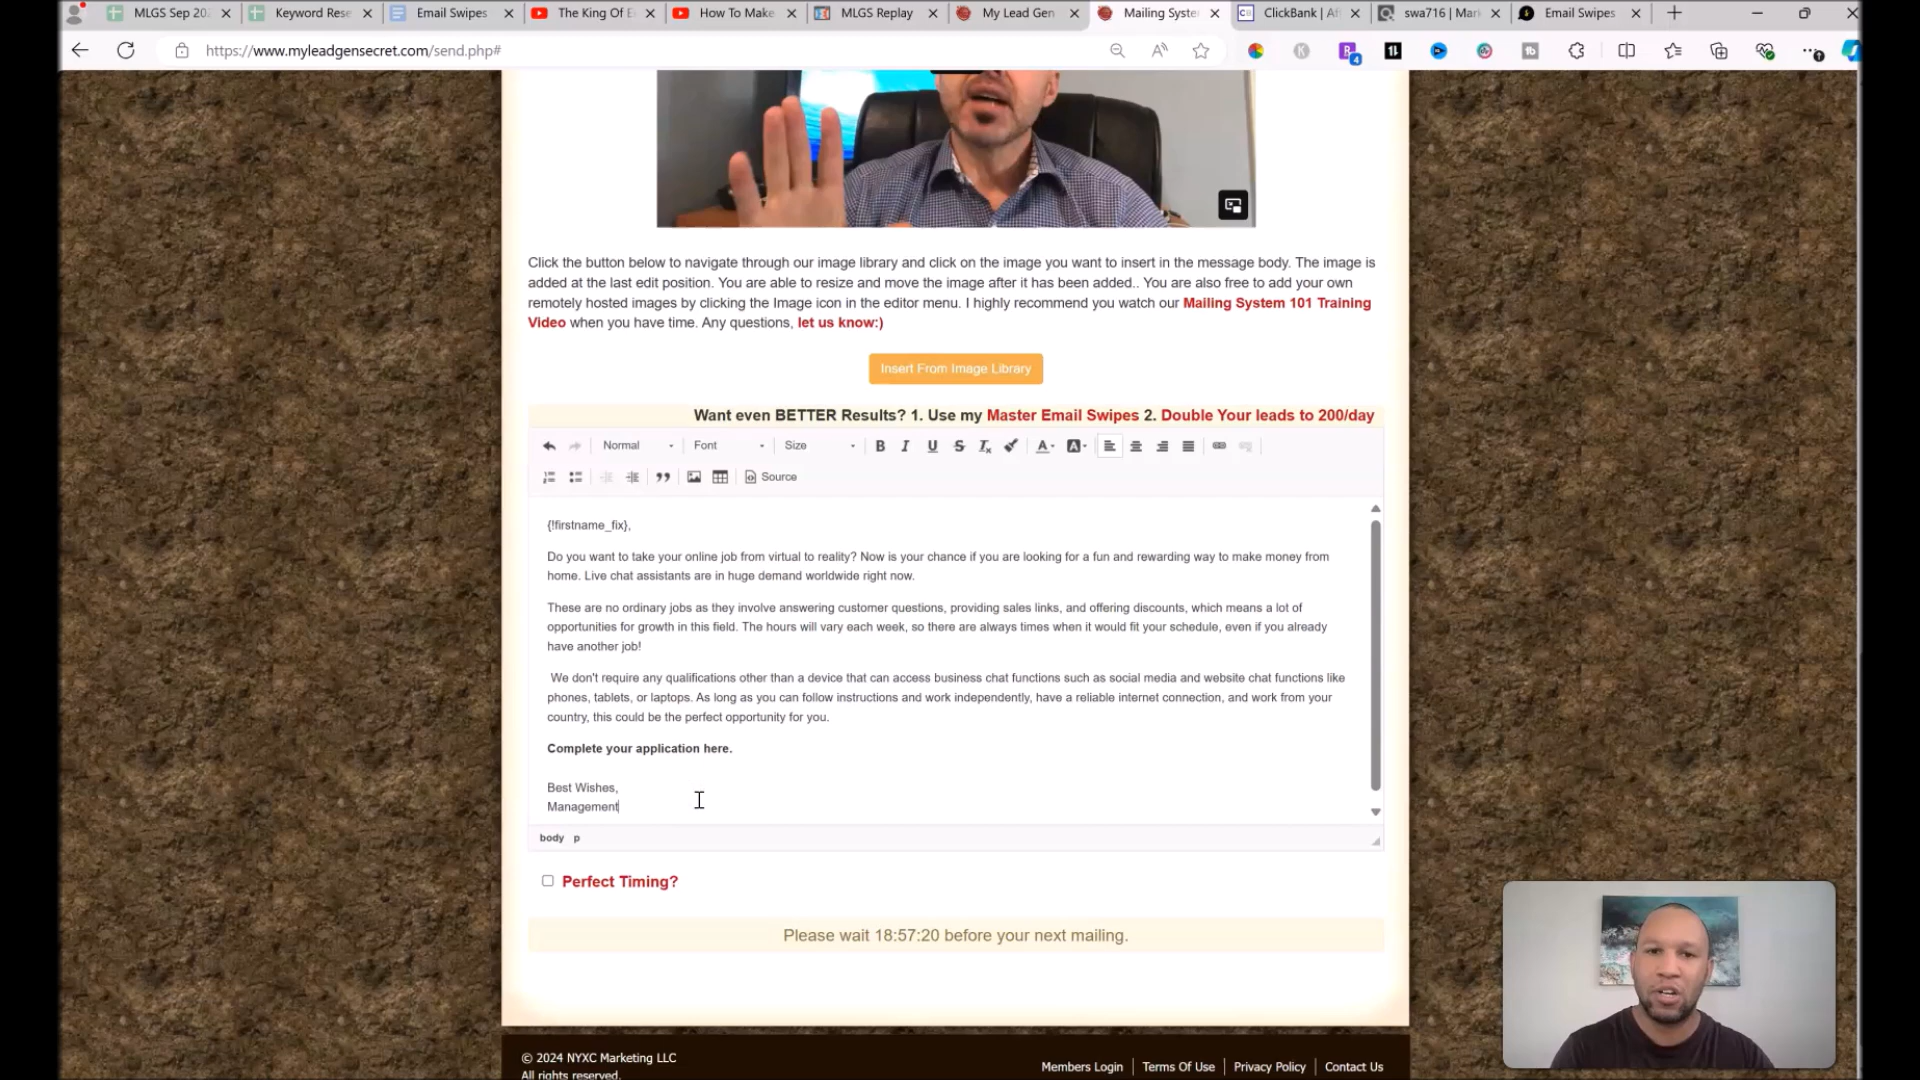 MLGS Sep 202
Keyword Rese
Email Swipes
The King Of E
How To Make
MLGS Replay
My Lead Gen
Mailing Syste
ClickBank | Af
swa716 | Mar
Email Swipes
https://www.myleadgensecret.com/send.php#
Click the button below to navigate through our image library and click on the image you want to insert in the message body. The image is
added at the last edit position. You are able to resize and move the image after it has been added.. You are also free to add your own
remotely hosted images by clicking the Image icon in the editor menu. I highly recommend you watch our Mailing System 101 Training
Video when you have time. Any questions, let us know:)
Insert From Image Library
Want even BETTER Results? 1. Use my Master Email Swipes 2. Double Your leads to 200/day
Normal Font Size
Source
{!firstname_fix},
Do you want to take your online job from virtual to reality? Now is your chance if you are looking for a fun and rewarding way to make money from
home. Live chat assistants are in huge demand worldwide right now.
These are no ordinary jobs as they involve answering customer questions, providing sales links, and offering discounts, which means a lot of
opportunities for growth in this field. The hours will vary each week, so there are always times when it would fit your schedule, even if you already
have another job!
We don't require any qualifications other than a device that can access business chat functions such as social media and website chat functions like
phones, tablets, or laptops. As long as you can follow instructions and work independently, have a reliable internet connection, and work from your
country, this could be the perfect opportunity for you.
Complete your application here.
Best Wishes,
Management
body p
Perfect Timing?
Please wait 18:57:20 before your next mailing.
© 2024 NYXC Marketing LLC
All rights reserved.
Members Login | Terms Of Use | Privacy Policy | Contact Us